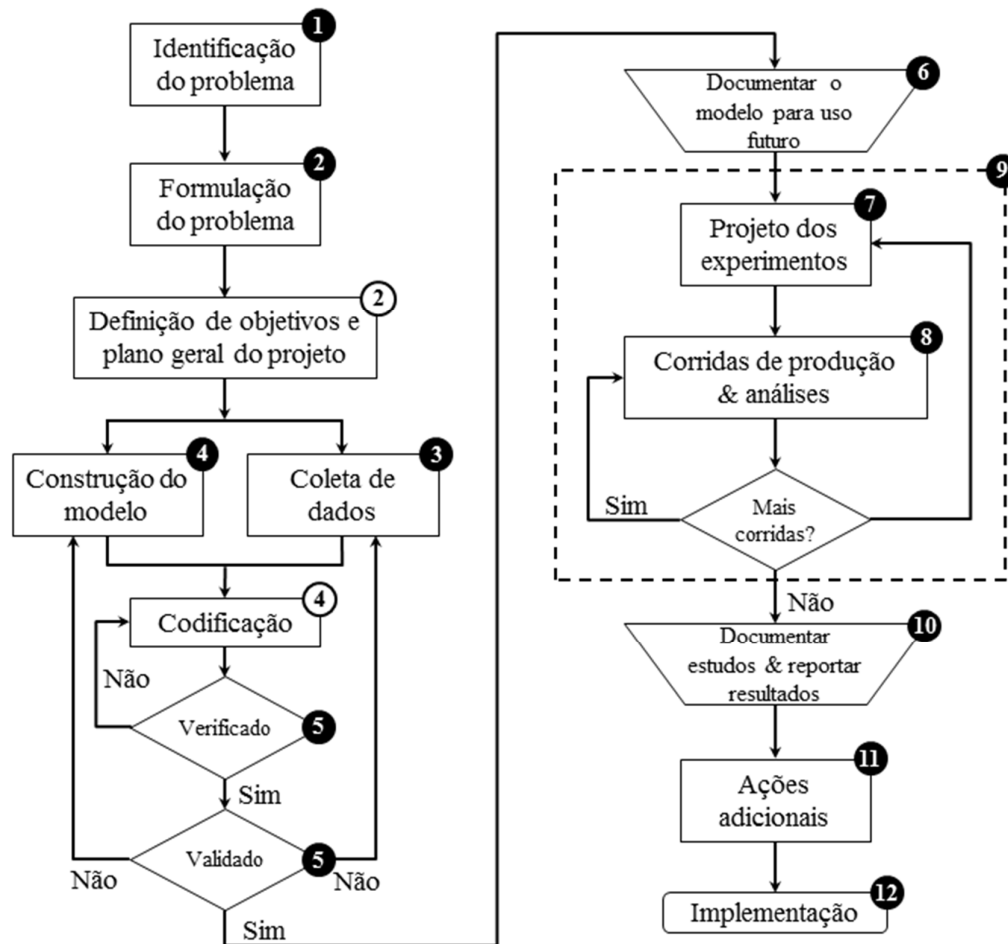 1
Identificação
do problema
2
Formulação
do problema
2
Definição de objetivos e
plano geral do projeto
4
Construção do
modelo
3
Coleta de
dados
4
Codificação
Não
Verificado
5
Sim
Validado
5
Não
Não
Sim
6
Documentar o
modelo para uso
futuro
9
7
Projeto dos
experimentos
8
Corridas de produção
& análises
Sim
Mais
corridas?
Não
10
Documentar
estudos & reportar
resultados
11
Ações
adicionais
12
Implementação